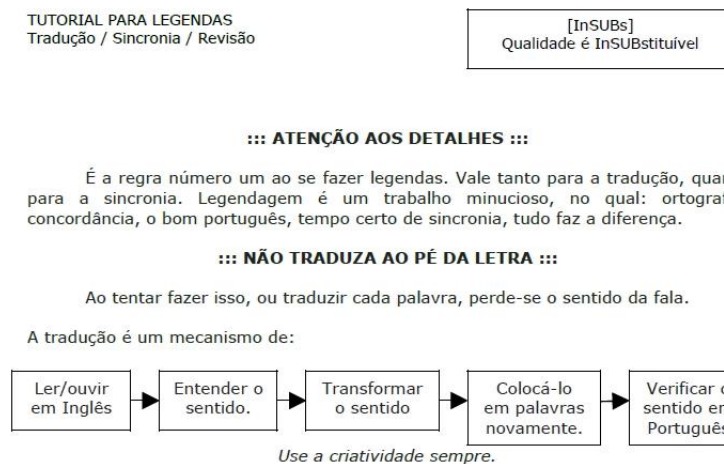 TUTORIAL PARA LEGENDAS
Tradução / Sincronia / Revisão
[InSUBs]
Qualidade é InSUBstituível
::: ATENÇÃO AOS DETALHES :::
É a regra número um ao se fazer legendas. Vale tanto para a tradução,
para a sincronia. Legendagem é um trabalho minucioso, no qual:
concordância, o bom português, tempo certo de sincronia, tudo faz a diferença.
::: NÃO TRADUZA AO PÉ DA LETRA :::
Ao tentar fazer isso, ou traduzir cada palavra, perde-se o sentido da fala.
A tradução é um mecanismo de:
Ler/ouvir
em Inglês
Entender o
sentido.
Transformar
o sentido
Colocá-lo
em palavras
novamente.
Verificar
sentido
Use a criatividade sempre.